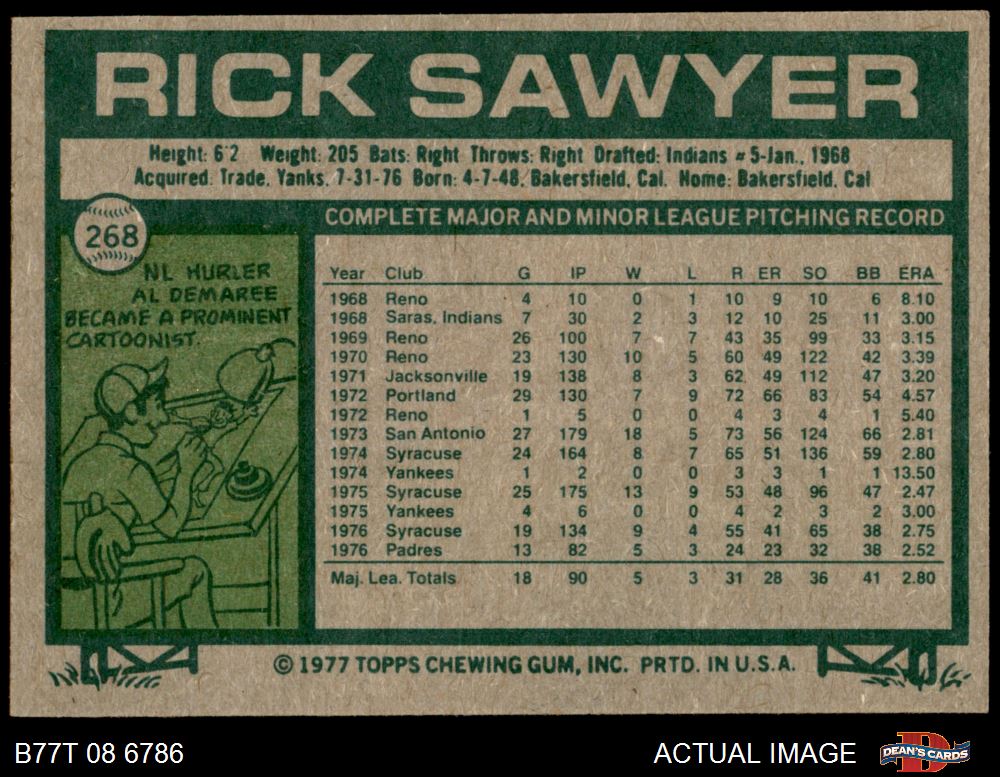 RICK SAWYER
Height: 6'2 Weight: 205 Bats: Right Throws: Right Drafted: Indians #5-Jan., 1968
Acquired: Trade, Yanks, 7-31-76 Born: 4-7-48, Bakersfield, Cal. Home: Bakersfield, Cal
268
NL HURLER
AL DEMAREE
BECAME A PROMINENT
CARTOONIST.
COMPLETE MAJOR AND MINOR LEAGUE PITCHING RECORD
Year Club G IP W L R ER SO BB ERA
1968 Reno 4 10 0 1 10 9 10 6 8.10
1968 Saras. Indians 7 30 2 3 12 10 25 11 3.00
1969 Reno 26 100 7 7 43 35 99 33 3.15
1970 Reno 23 130 10 5 60 49 122 42 3.39
1971 Jacksonville 19 138 8 3 62 49 112 47 3.20
1972 Portland 29 130 7 9 72 66 83 54 4.57
1972 Reno 1 5 0 0 4 3 4 1 5.40
1973 San Antonio 27 179 18 5 73 56 124 66 2.81
1974 Syracuse 24 164 8 7 65 51 136 59 2.80
1974 Yankees 1 2 0 0 3 3 1 1 13.50
1975 Syracuse 25 175 13 9 53 48 96 47 2.47
1975 Yankees 4 6 0 0 4 2 3 2 3.00
1976 Syracuse 19 134 9 4 55 41 65 38 2.75
1976 Padres 13 82 5 3 24 23 32 38 2.52
Maj. Lea. Totals 18 90 5 3 31 28 36 41 2.80
© 1977 TOPPS CHEWING GUM, INC. PRTD. IN U.S.A.
B77T 08 6786
ACTUAL IMAGE
DEAN'S CARDS